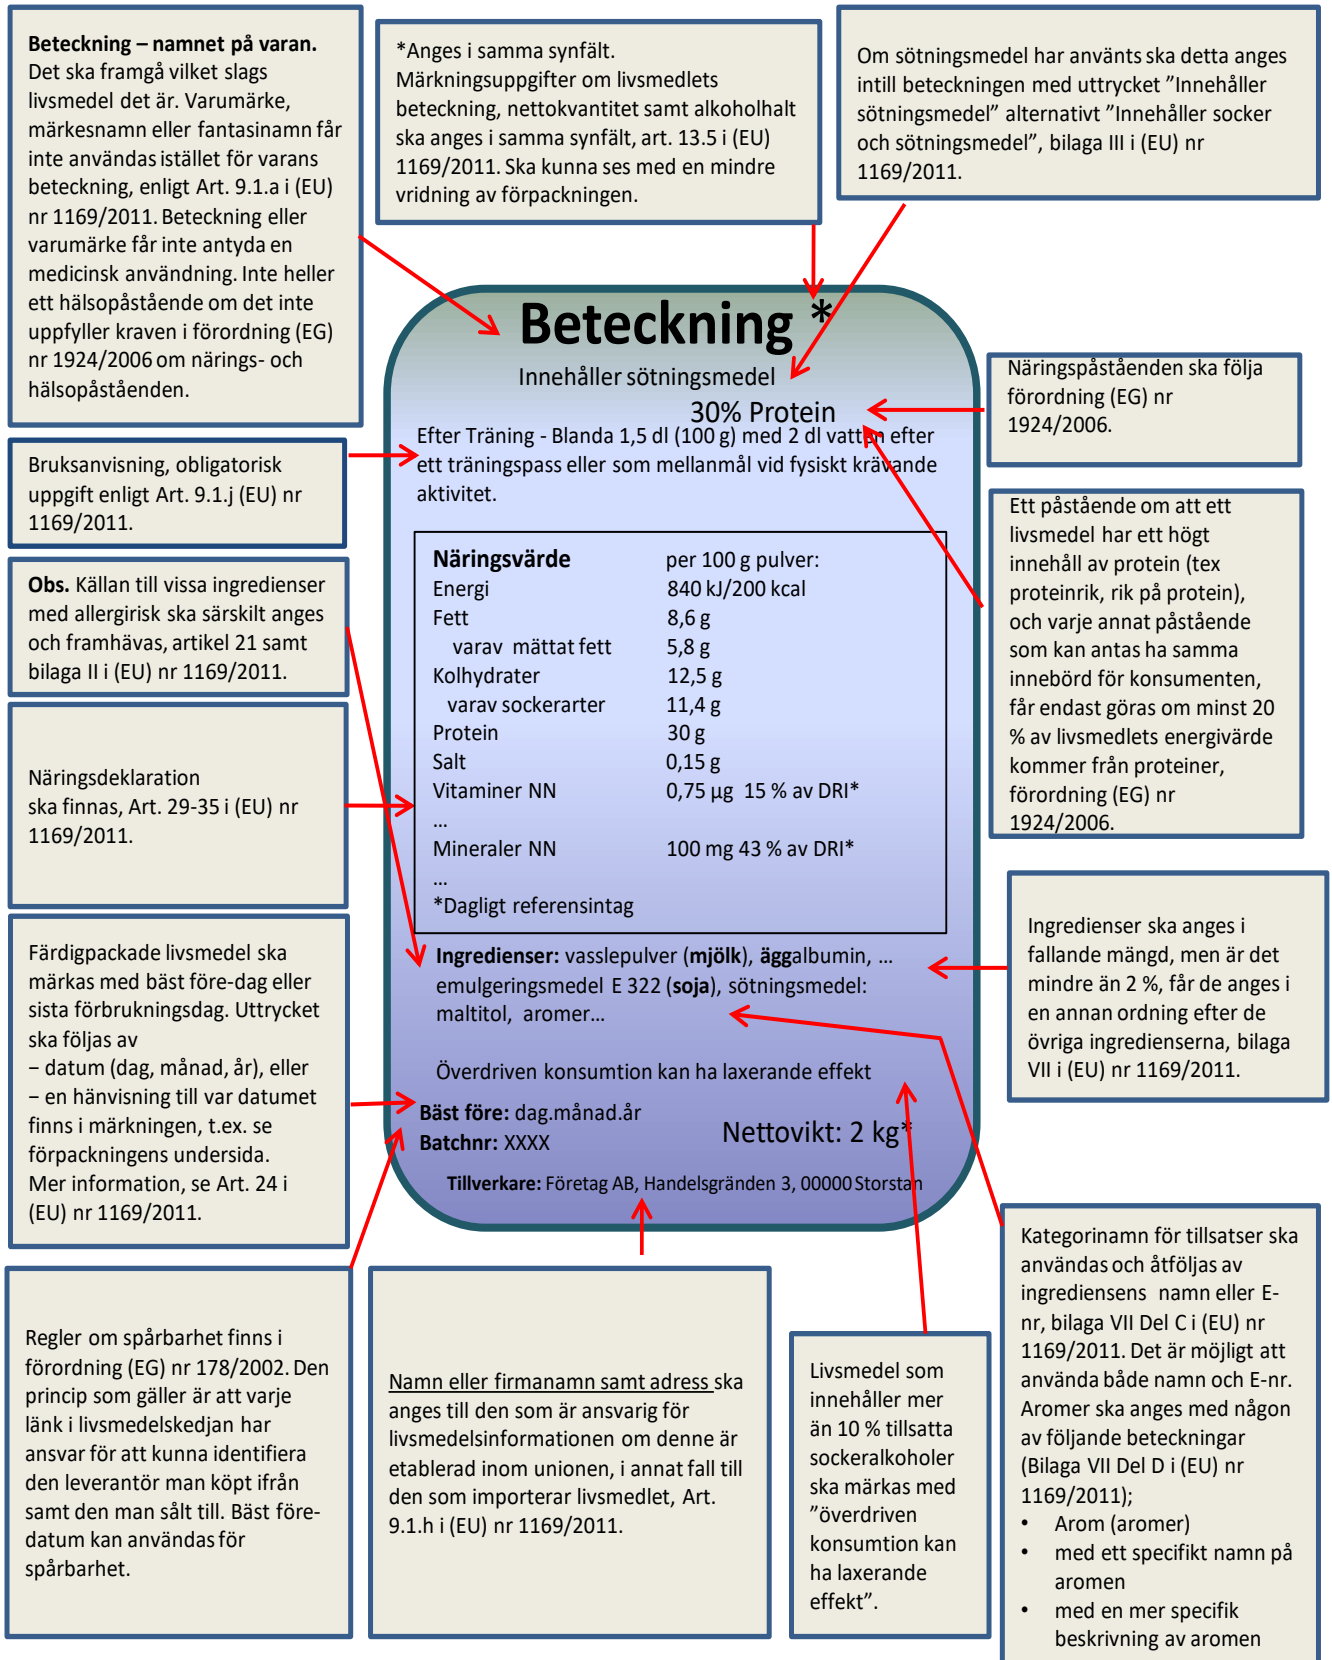 Beteckning – namnet på varan.
Det ska framgå vilket slags
livsmedel det är. Varumärke,
märkesnamn eller fantasinamn får
inte användas istället för varans
beteckning, enligt Art. 9.1.a i (EU)
nr 1169/2011. Beteckning eller
varumärke får inte antyda en
medicinsk användning. Inte heller
ett hälsopåstående om det inte
uppfyller kraven i förordning (EG)
nr 1924/2006 om närings- och
hälsopåståenden.
*Anges i samma synfält.
Märkningsuppgifter om livsmedlets
beteckning, nettokvantitet samt alkoholhalt
ska anges i samma synfält, art. 13.5 i (EU)
1169/2011. Ska kunna ses med en mindre
vridning av förpackningen.
Om sötningsmedel har använts ska detta anges
intill beteckningen med uttrycket ”Innehåller
sötningsmedel” alternativt ”Innehåller socker
och sötningsmedel”, bilaga III i (EU) nr
1169/2011.
Beteckning *
Innehåller sötningsmedel
30% Protein
Efter Träning - Blanda 1,5 dl (100 g) med 2 dl vatten efter
ett träningspass eller som mellanmål vid fysiskt krävande
aktivitet.
Näringspåståenden ska följa
förordning (EG) nr
1924/2006.
Bruksanvisning, obligatorisk
uppgift enligt Art. 9.1.j (EU) nr
1169/2011.
Ett påstående om att ett
livsmedel har ett högt
innehåll av protein (tex
proteinrik, rik på protein),
och varje annat påstående
som kan antas ha samma
innebörd för konsumenten,
får endast göras om minst 20
% av livsmedlets energivärde
kommer från proteiner,
förordning (EG) nr
1924/2006.
Obs. Källan till vissa ingredienser
med allergirisk ska särskilt anges
och framhävas, artikel 21 samt
bilaga II i (EU) nr 1169/2011.
Näringsdeklaration
ska finnas, Art. 29-35 i (EU) nr
1169/2011.
Näringsvärde per 100 g pulver:
Energi 840 kJ/200 kcal
Fett 8,6 g
varav mättat fett 5,8 g
Kolhydrater 12,5 g
varav sockerarter 11,4 g
Protein 30 g
Salt 0,15 g
Vitaminer NN 0,75 µg 15 % av DRI*
...
Mineraler NN 100 mg 43 % av DRI*
...
*Dagligt referensintag
Ingredienser: vasslepulver (mjölk), äggalbumin, ...
emulgeringsmedel E 322 (soja), sötningsmedel:
maltitol, aromer...
Överdriven konsumtion kan ha laxerande effekt
Bäst före: dag.månad.år
Batchnr: XXXX
Nettovikt: 2 kg*
Tillverkare: Företag AB, Handelsgränden 3, 00000 Storstan
Ingredienser ska anges i
fallande mängd, men är det
mindre än 2 %, får de anges i
en annan ordning efter de
övriga ingredienserna, bilaga
VII i (EU) nr 1169/2011.
Färdigpackade livsmedel ska
märkas med bäst före-dag eller
sista förbrukningsdag. Uttrycket
ska följas av
− datum (dag, månad, år), eller
− en hänvisning till var datumet
finns i märkningen, t.ex. se
förpackningens undersida.
Mer information, se Art. 24 i
(EU) nr 1169/2011.
Regler om spårbarhet finns i
förordning (EG) nr 178/2002. Den
princip som gäller är att varje
länk i livsmedelskedjan har
ansvar för att kunna identifiera
den leverantör man köpt ifrån
samt den man sålt till. Bäst före-
datum kan användas för
spårbarhet.
Namn eller firmanamn samt adress ska
anges till den som är ansvarig för
livsmedelsinformationen om denne är
etablerad inom unionen, i annat fall till
den som importerar livsmedlet, Art.
9.1.h i (EU) nr 1169/2011.
Livsmedel som
innehåller mer
än 10 % tillsatta
sockeralkoholer
ska märkas med
”överdriven
konsumtion kan
ha laxerande
effekt”.
Kategorinamn för tillsatser ska
användas och åtföljas av
ingrediensens namn eller E-
nr, bilaga VII Del C i (EU) nr
1169/2011. Det är möjligt att
använda både namn och E-nr.
Aromer ska anges med någon
av följande beteckningar
(Bilaga VII Del D i (EU) nr
1169/2011);
• Arom (aromer)
• med ett specifikt namn på
aromen
• med en mer specifik
beskrivning av aromen